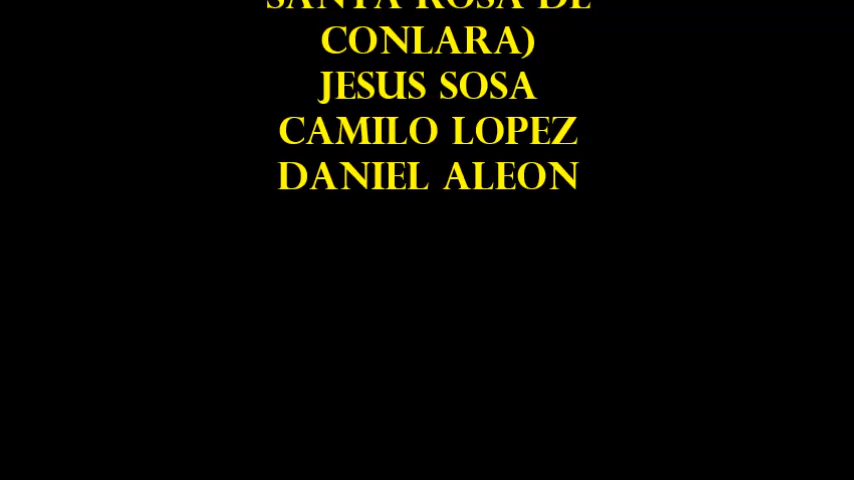 SANTA ROSA DE
CONLARA)
JESUS SOSA
CAMILO LOPEZ
DANIEL ALEON